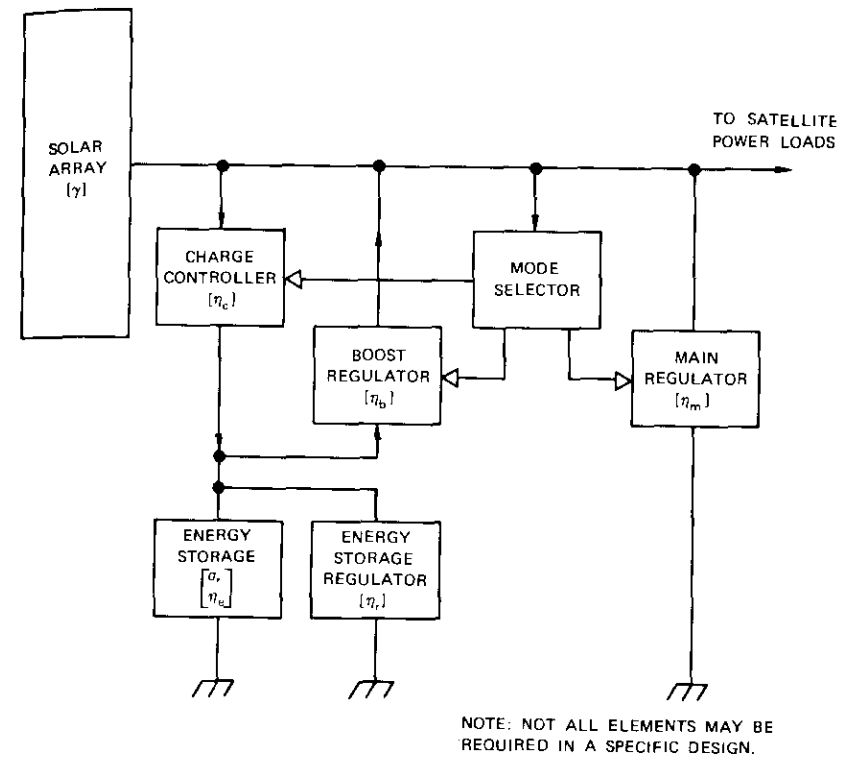 SOLAR
ARRAY
[γ]
TO SATELLITE
POWER LOADS
CHARGE
CONTROLLER
[ηc]
MODE
SELECTOR
BOOST
REGULATOR
[ηb]
MAIN
REGULATOR
[ηm]
ENERGY
STORAGE
[σ,
ηe]
ENERGY
STORAGE
REGULATOR
[ηr]
NOTE: NOT ALL ELEMENTS MAY BE
REQUIRED IN A SPECIFIC DESIGN.